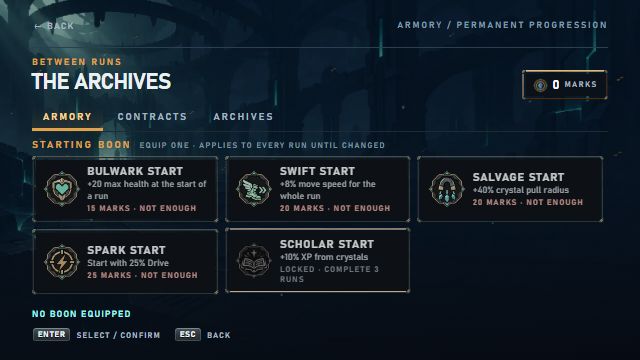 ← BACK
ARMORY / PERMANENT PROGRESSION
BETWEEN RUNS
THE ARCHIVES
0 MARKS
ARMORY CONTRACTS ARCHIVES
STARTING BOON EQUIP ONE · APPLIES TO EVERY RUN UNTIL CHANGED
BULWARK START
+20 max health at the start of
a run
15 MARKS · NOT ENOUGH
SWIFT START
+8% move speed for the
whole run
20 MARKS · NOT ENOUGH
SALVAGE START
+40% crystal pull radius
20 MARKS · NOT ENOUGH
SPARK START
Start with 25% Drive
25 MARKS · NOT ENOUGH
SCHOLAR START
+10% XP from crystals
LOCKED · COMPLETE 3
RUNS
NO BOON EQUIPPED
ENTER SELECT / CONFIRM ESC BACK